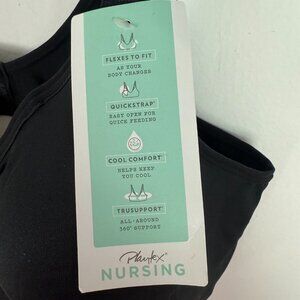 FLEXES TO FIT
AS YOUR
BODY CHANGES
QUICKSTRAP®
EASY OPEN FOR
QUICK FEEDING
COOL COMFORT™
HELPS KEEP
YOU COOL
TRUSUPPORT®
ALL-AROUND
360° SUPPORT
Playtex®
NURSING